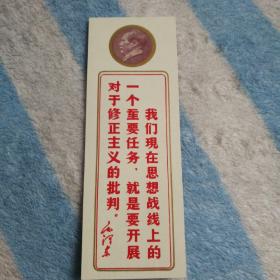 我们现在思想战线上的
一个重要任务，就是要开展
对于修正主义的批判。
毛泽东